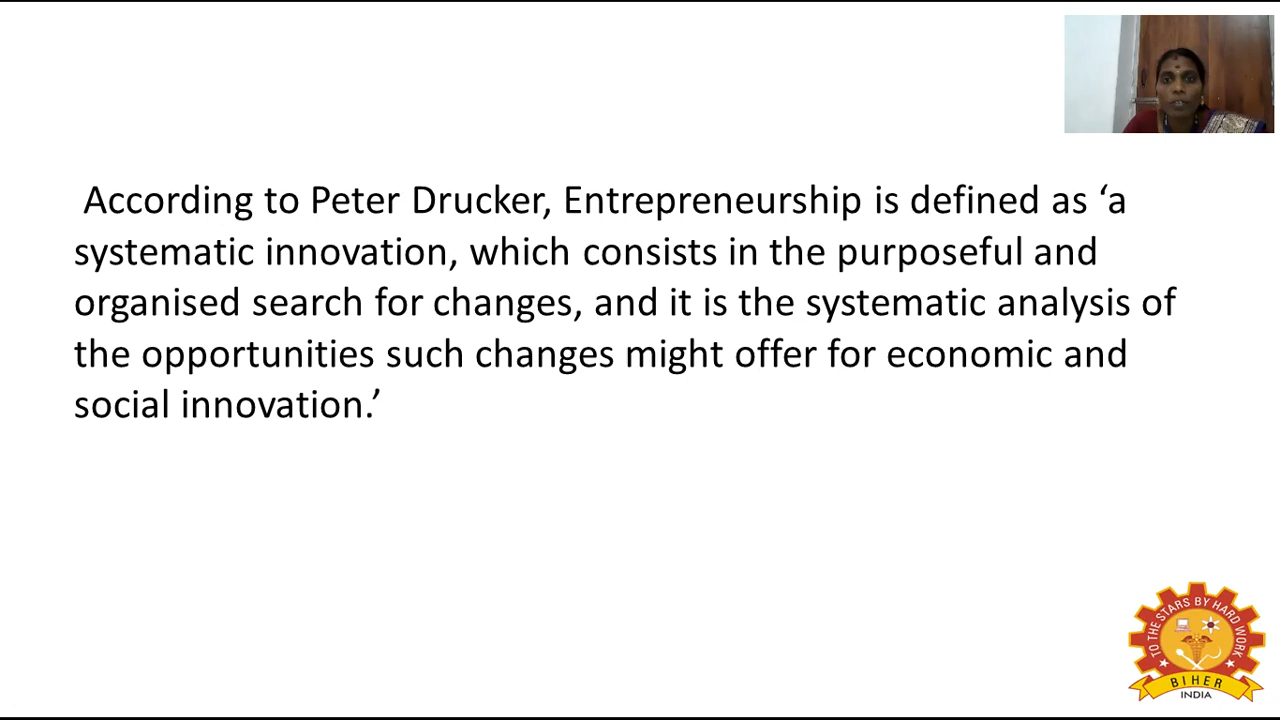 According to Peter Drucker, Entrepreneurship is defined as ‘a
systematic innovation, which consists in the purposeful and
organised search for changes, and it is the systematic analysis of
the opportunities such changes might offer for economic and
social innovation.’
TO THE STARS BY HARD WORK
BIHER
INDIA